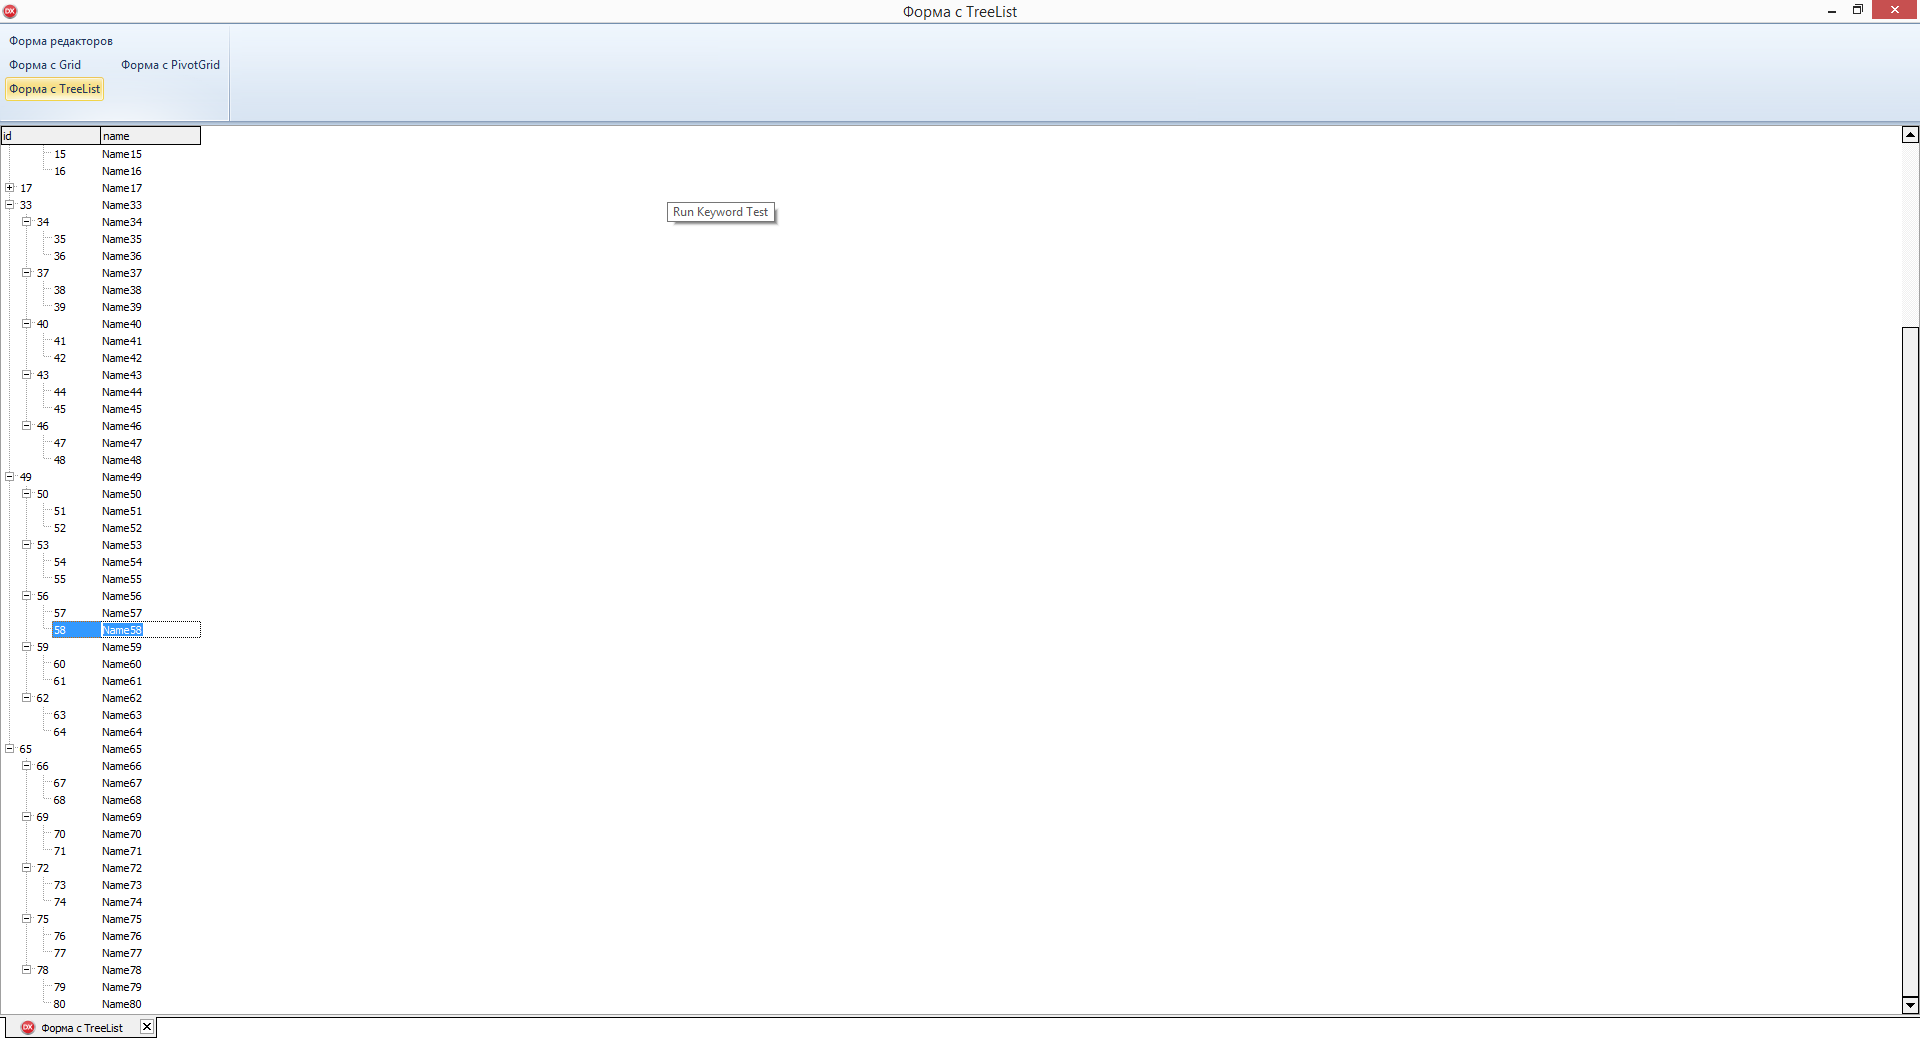 DX Форма с TreeList
Форма редакторов
Форма с Grid Форма с PivotGrid
Форма с TreeList
id name
15 Name15
16 Name16
17 Name17
33 Name33
34 Name34
Run Keyword Test
35 Name35
36 Name36
37 Name37
38 Name38
39 Name39
40 Name40
41 Name41
42 Name42
43 Name43
44 Name44
45 Name45
46 Name46
47 Name47
48 Name48
49 Name49
50 Name50
51 Name51
52 Name52
53 Name53
54 Name54
55 Name55
56 Name56
57 Name57
58 Name58
59 Name59
60 Name60
61 Name61
62 Name62
63 Name63
64 Name64
65 Name65
66 Name66
67 Name67
68 Name68
69 Name69
70 Name70
71 Name71
72 Name72
73 Name73
74 Name74
75 Name75
76 Name76
77 Name77
78 Name78
79 Name79
80 Name80
DX Форма с TreeList